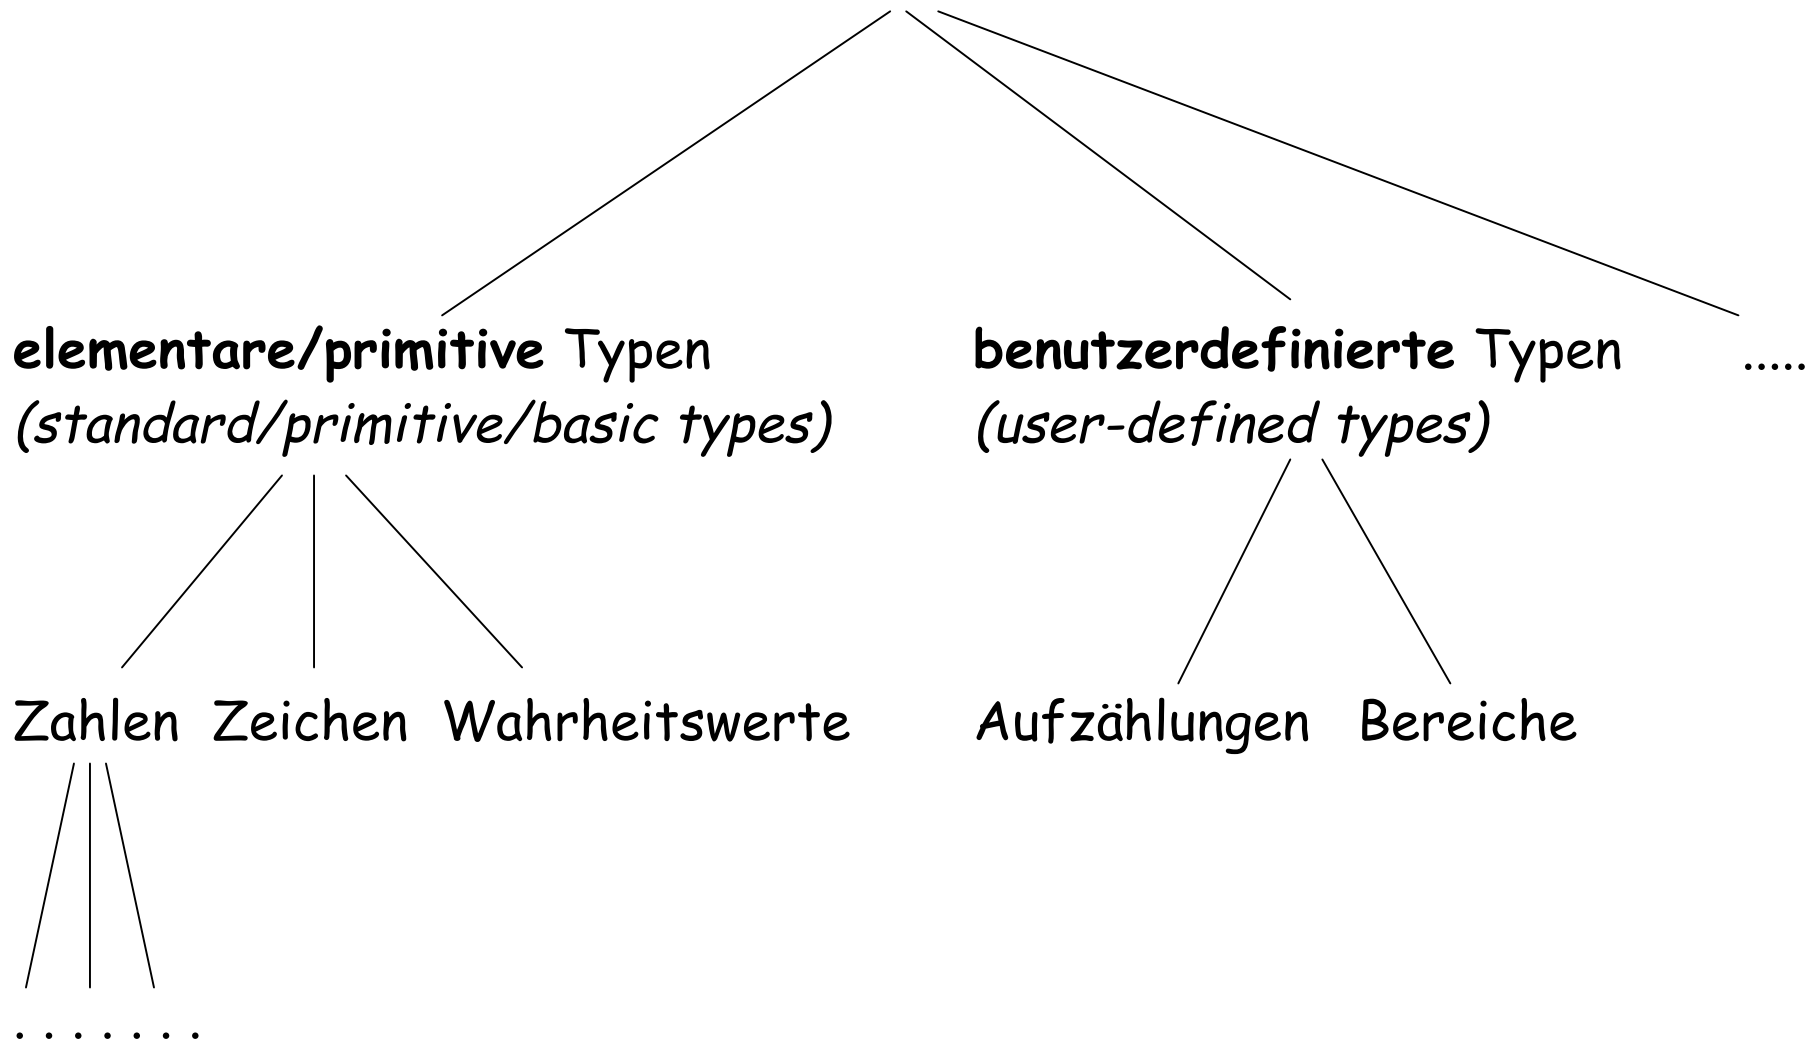 elementare/primitive Typen benutzerdefinierte Typen .....
(standard/primitive/basic types) (user-defined types)
Zahlen Zeichen Wahrheitswerte Aufzählungen Bereiche
. . . . . . .